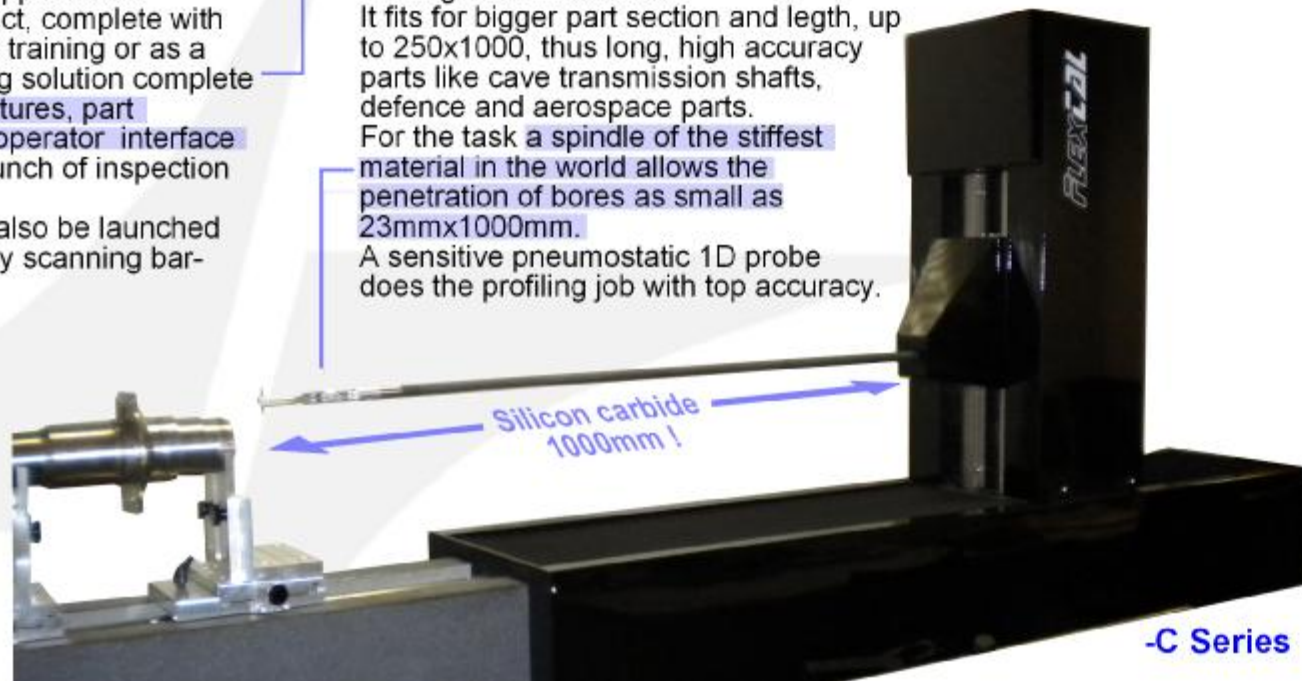 ct, complete with
training or as a
g solution complete
tures, part
operator interface
unch of inspection
also be launched
y scanning bar-
It fits for bigger part section and legth, up
to 250x1000, thus long, high accuracy
parts like cave transmission shafts,
defence and aerospace parts.
For the task a spindle of the stiffest
material in the world allows the
penetration of bores as small as
23mmx1000mm.
A sensitive pneumostatic 1D probe
does the profiling job with top accuracy.
Silicon carbide
1000mm !
-C Series